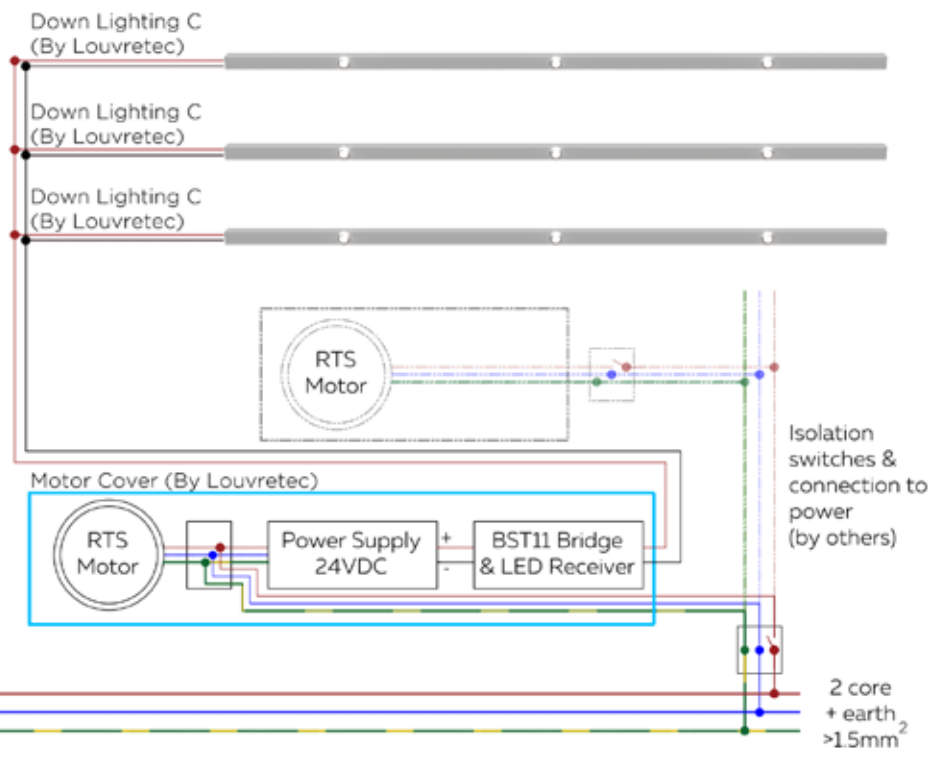 Down Lighting C
(By Louvretec)
Down Lighting C
(By Louvretec)
Down Lighting C
(By Louvretec)
RTS
Motor
Isolation
switches &
connection to
power
(by others)
Motor Cover (By Louvretec)
RTS
Motor
Power Supply
24VDC
+
-
BST11 Bridge
& LED Receiver
2 core
+ earth
>1.5mm²